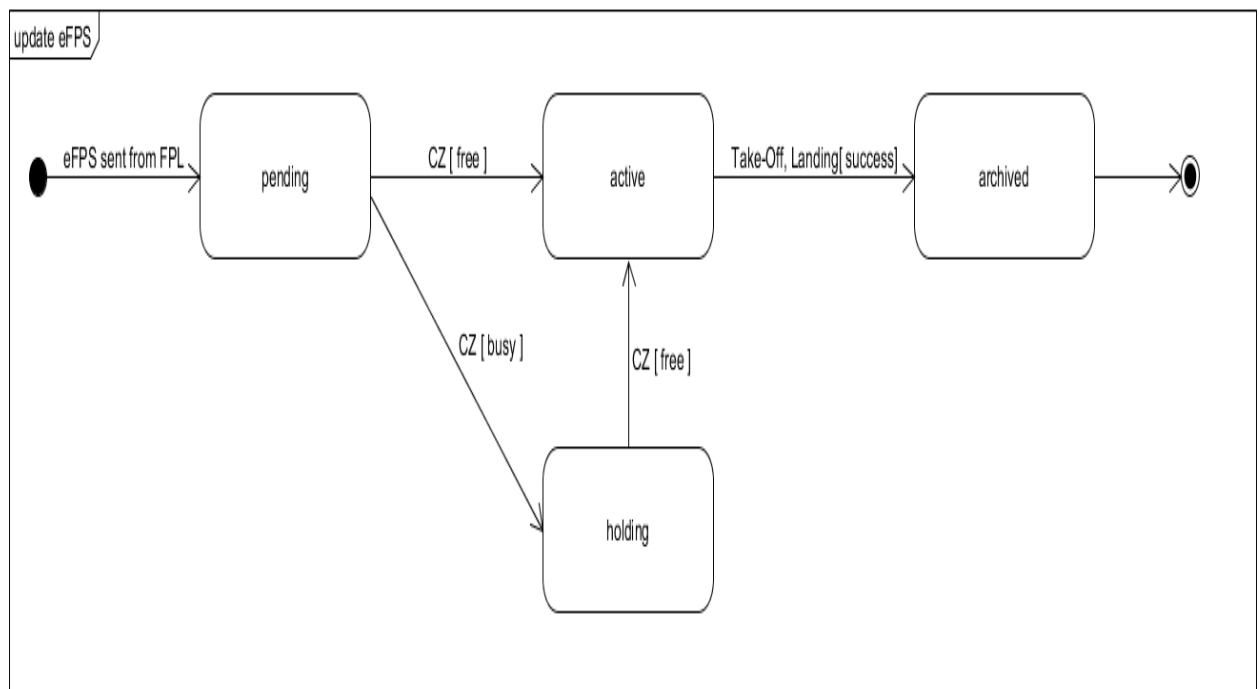 update eFPS
eFPS sent from FPL
pending
CZ [ free ]
active
Take-Off, Landing[ success]
archived
CZ [ busy ]
CZ [ free ]
holding